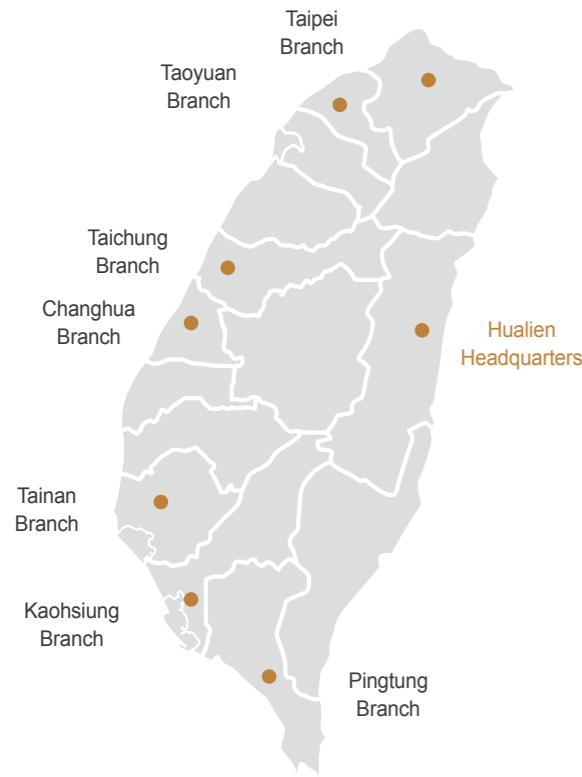 Taipei
Branch
Taoyuan
Branch
Taichung
Branch
Changhua
Branch
Hualien
Headquarters
Tainan
Branch
Kaohsiung
Branch
Pingtung
Branch